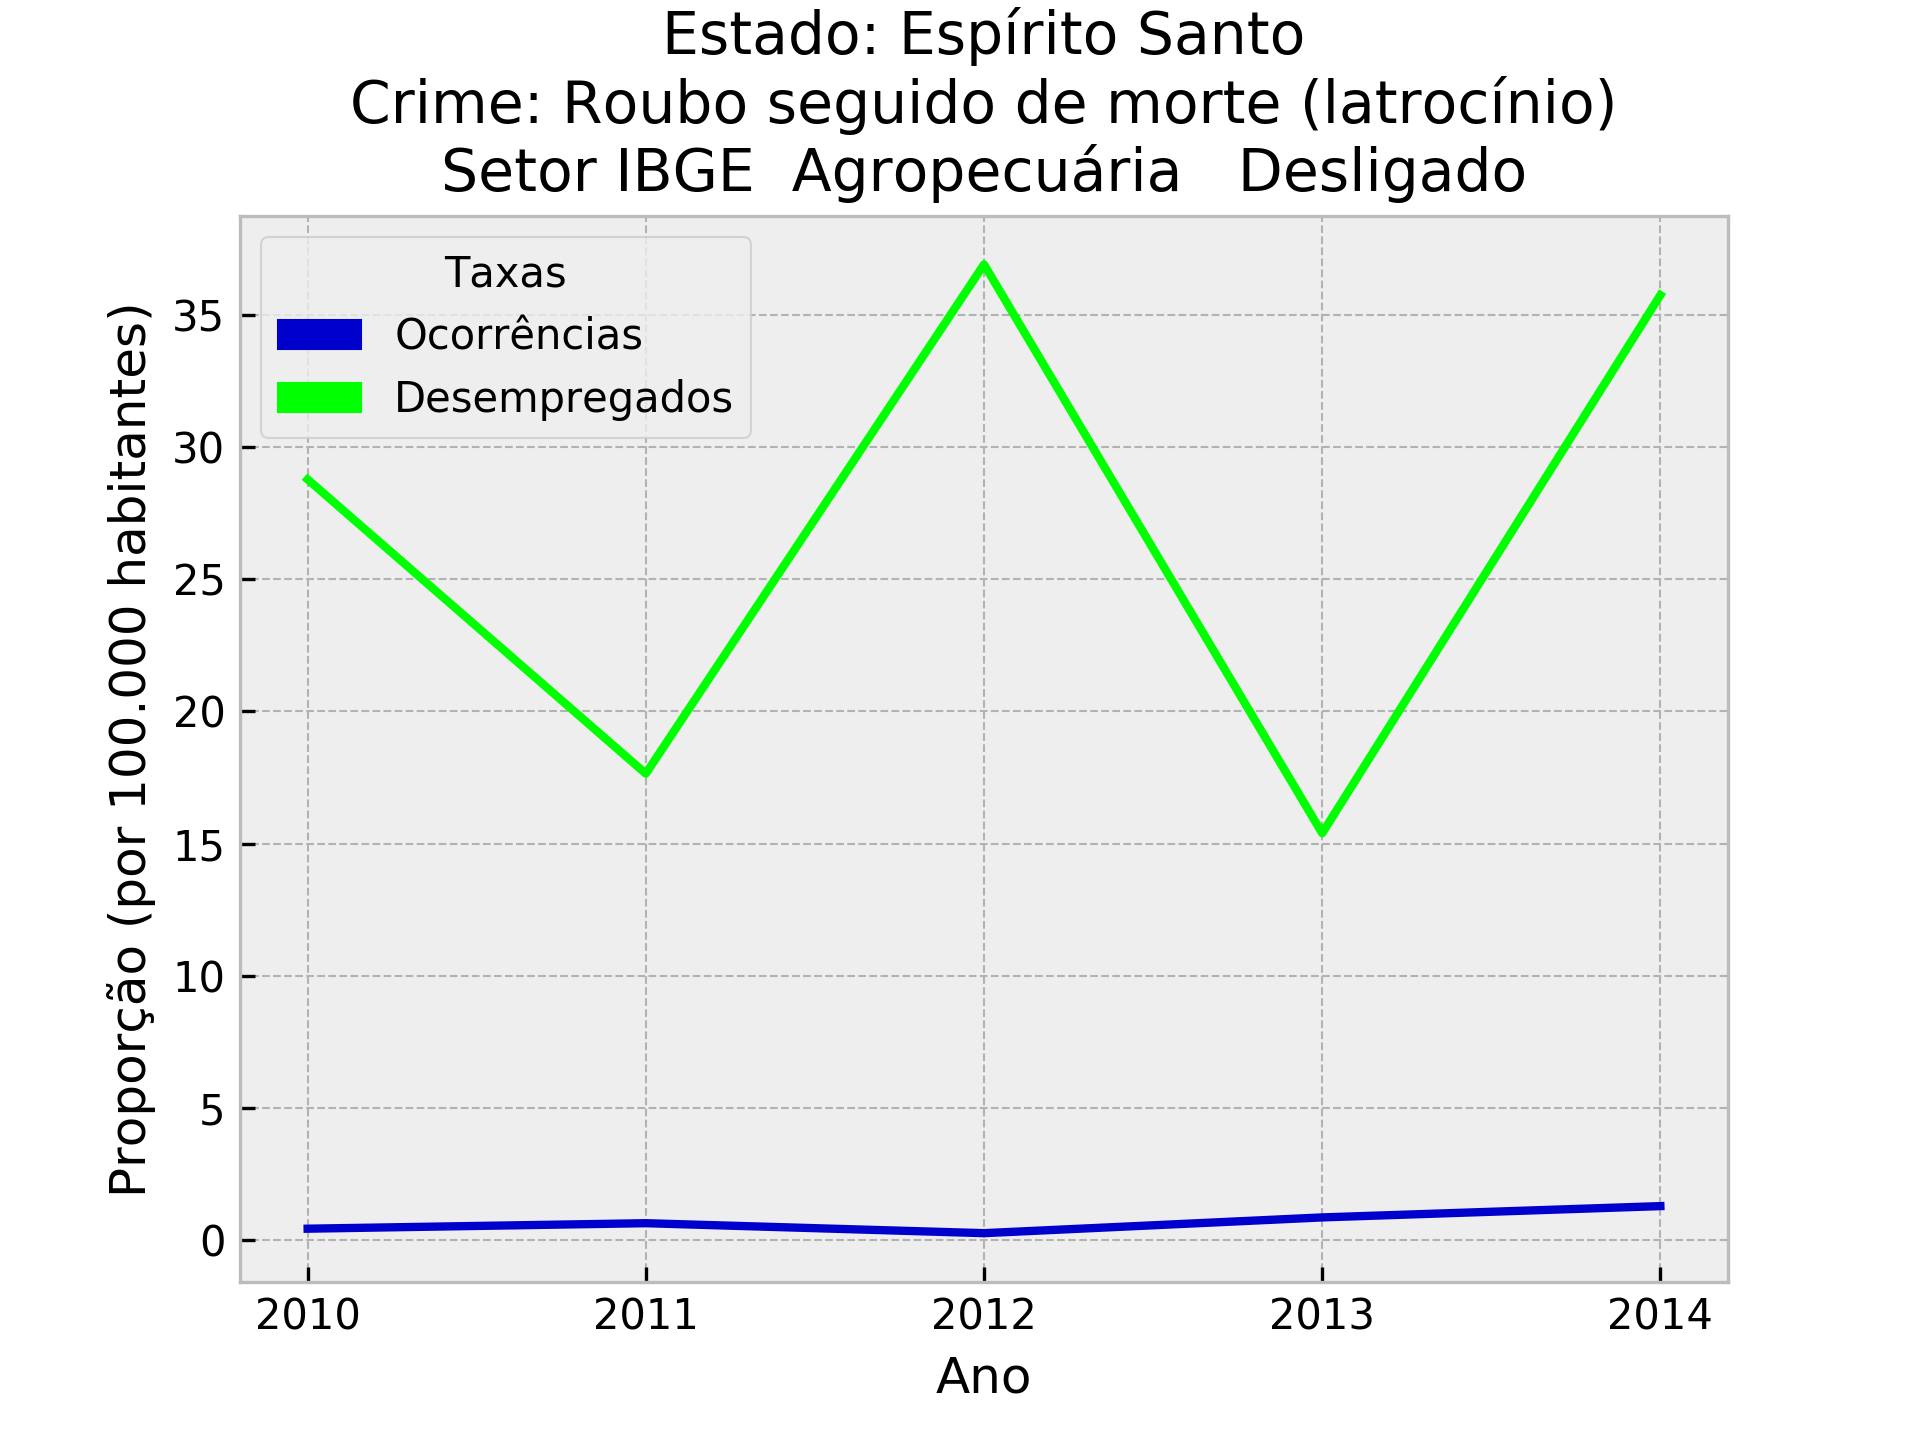 Estado: Espírito Santo
Crime: Roubo seguido de morte (latrocínio)
Setor IBGE  Agropecuária   Desligado
Taxas
Ocorrências
Desempregados
Proporção (por 100.000 habitantes)
35
30
25
20
15
10
5
0
2010 2011 2012 2013 2014
Ano